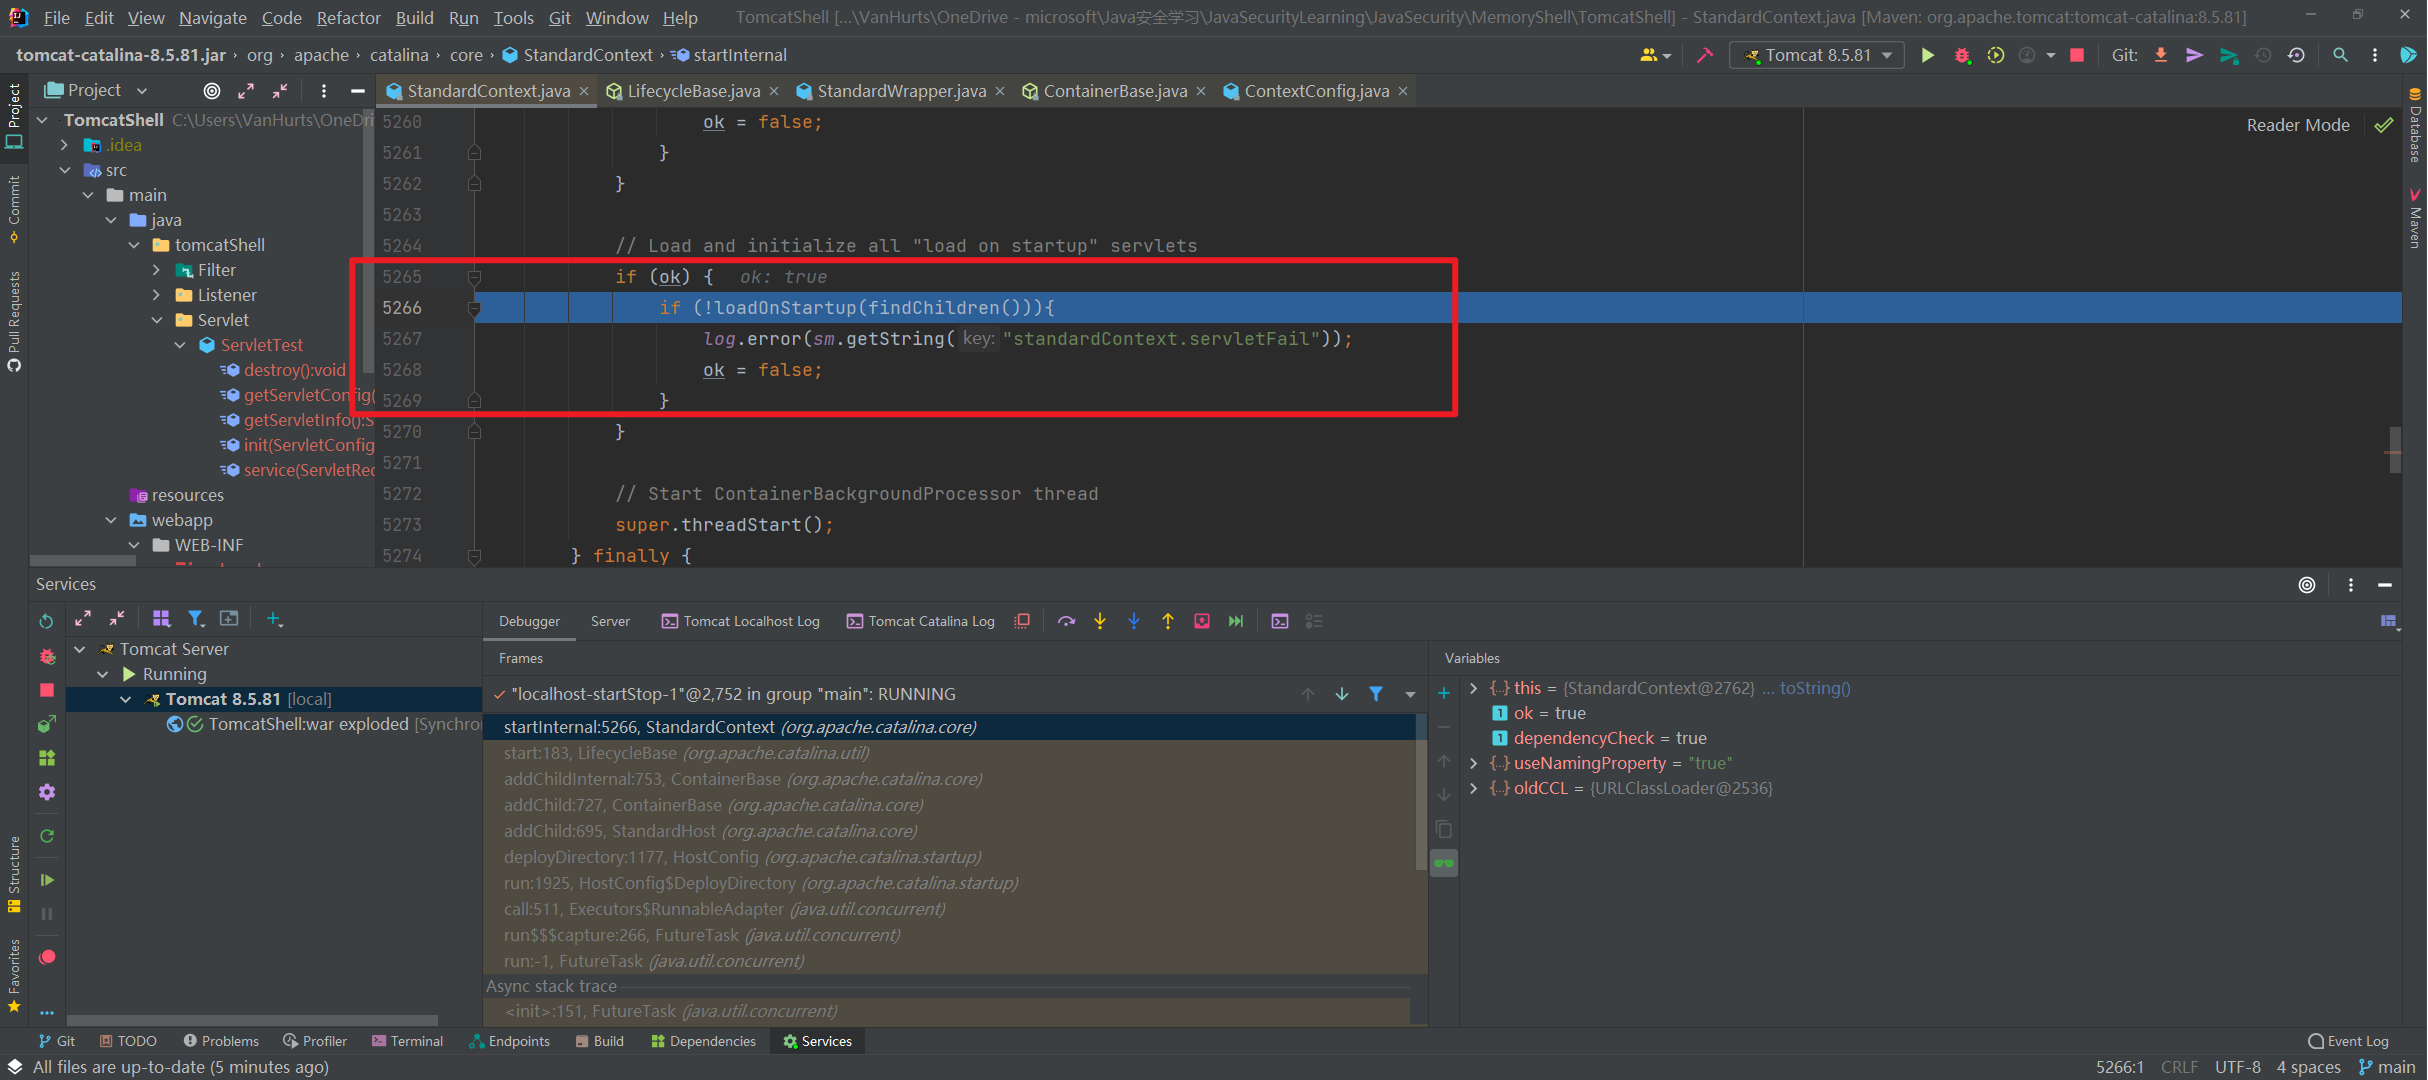 File Edit View Navigate Code Refactor Build Run Tools Git Window Help TomcatShell [...\VanHurts\OneDrive - microsoft\Java安全学习\JavaSecurityLearning\JavaSecurity\MemoryShell\TomcatShell] - StandardContext.java [Maven: org.apache.tomcat:tomcat-catalina:8.5.81]
tomcat-catalina-8.5.81.jar › org › apache › catalina › core › StandardContext › startInternal
Tomcat 8.5.81
Git:
Project
StandardContext.java LifecycleBase.java StandardWrapper.java ContainerBase.java ContextConfig.java
Project
Commit
Pull Requests
Structure
Favorites
Database
Maven
TomcatShell C:\Users\VanHurts\OneDri
.idea
src
main
java
tomcatShell
Filter
Listener
Servlet
ServletTest
destroy():void
getServletConfig(
getServletInfo():S
init(ServletConfig
service(ServletRec
resources
webapp
WEB-INF
Reader Mode
5260 ok = false;
5261 }
5262 }
5263
5264 // Load and initialize all "load on startup" servlets
5265 if (ok) { ok: true
5266 if (!loadOnStartup(findChildren())){
5267 log.error(sm.getString( key: "standardContext.servletFail"));
5268 ok = false;
5269 }
5270 }
5271
5272 // Start ContainerBackgroundProcessor thread
5273 super.threadStart();
5274 } finally {
Services
Tomcat Server
Running
Tomcat 8.5.81 [local]
TomcatShell:war exploded [Synchro
Debugger Server Tomcat Localhost Log Tomcat Catalina Log
Frames
"localhost-startStop-1"@2,752 in group "main": RUNNING
startInternal:5266, StandardContext (org.apache.catalina.core)
start:183, LifecycleBase (org.apache.catalina.util)
addChildInternal:753, ContainerBase (org.apache.catalina.core)
addChild:727, ContainerBase (org.apache.catalina.core)
addChild:695, StandardHost (org.apache.catalina.core)
deployDirectory:1177, HostConfig (org.apache.catalina.startup)
run:1925, HostConfig$DeployDirectory (org.apache.catalina.startup)
call:511, Executors$RunnableAdapter (java.util.concurrent)
run$$$capture:266, FutureTask (java.util.concurrent)
run:-1, FutureTask (java.util.concurrent)
Async stack trace
<init>:151, FutureTask (java.util.concurrent)
Variables
this = {StandardContext@2762} ... toString()
ok = true
dependencyCheck = true
useNamingProperty = "true"
oldCCL = {URLClassLoader@2536}
Git TODO Problems Profiler Terminal Endpoints Build Dependencies Services Event Log
All files are up-to-date (5 minutes ago) 5266:1 CRLF UTF-8 4 spaces main